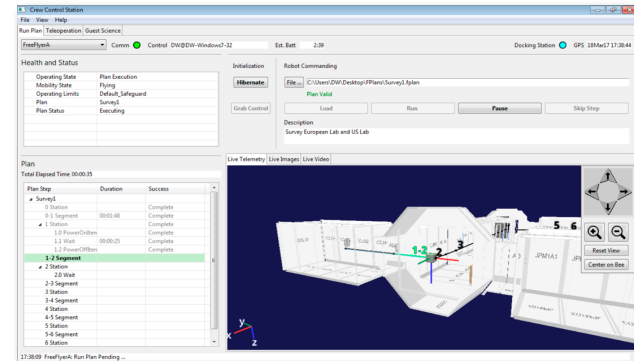 Crew Control Station
File View Help
Run Plan Teleoperation Guest Science
FreeFlyerA Comm Control DW@DW-Windows7-32 Est. Batt 2:39 Docking Station GPS 18Mar17 17:38:44
Health and Status
Operating State Plan Execution
Mobility State Flying
Operating Limits Default_Safeguard
Plan Survey1
Plan Status Executing
Initialization
Hibernate
Grab Control
Robot Commanding
File ... C:\Users\DW\Desktop\FPlans\Survey1.fplan
Plan Valid
Load Run Pause Skip Step
Description
Survey European Lab and US Lab
Plan
Total Elapsed Time 00:00:35
Plan Step Duration Success
Survey1
0 Station Complete
0-1 Segment 00:01:48 Complete
1 Station Complete
1.0 PowerOnItem Complete
1.1 Wait 00:00:25 Complete
1.2 PowerOffItem Complete
1-2 Segment
2 Station
2.0 Wait
2-3 Segment
3 Station
3-4 Segment
4 Station
4-5 Segment
5 Station
5-6 Segment
6 Station
Live Telemetry Live Images Live Video
1-2 2 3 5 6
JPM1A1
Reset View
Center on Bee
y
x
z
17:38:09 FreeFlyerA: Run Plan Pending ...